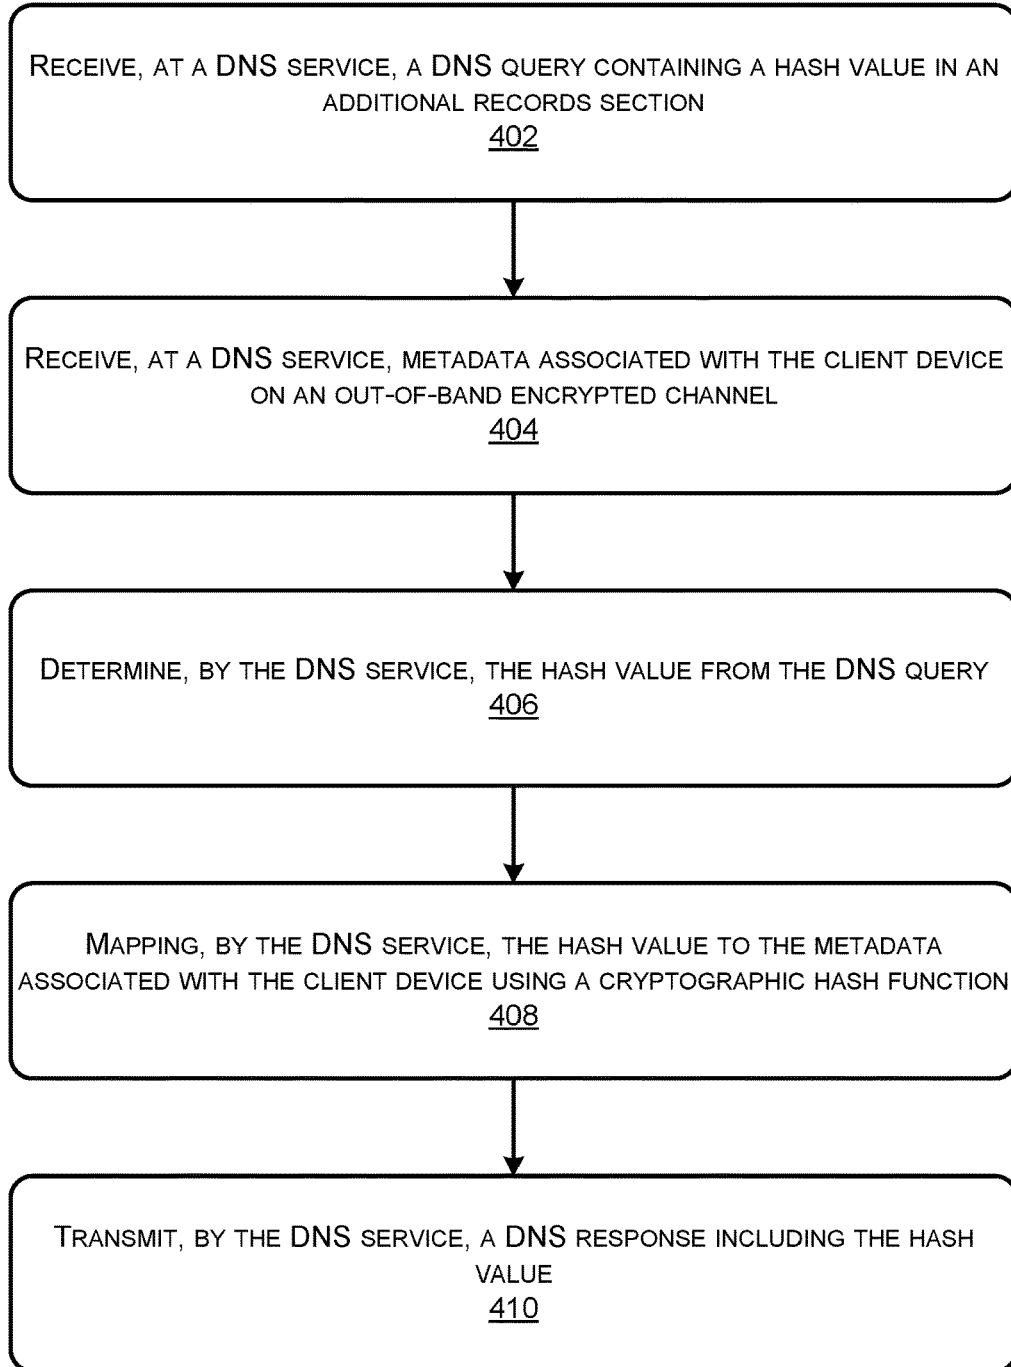 RECEIVE, AT A DNS SERVICE, A DNS QUERY CONTAINING A HASH VALUE IN AN
ADDITIONAL RECORDS SECTION
402
RECEIVE, AT A DNS SERVICE, METADATA ASSOCIATED WITH THE CLIENT DEVICE
ON AN OUT-OF-BAND ENCRYPTED CHANNEL
404
DETERMINE, BY THE DNS SERVICE, THE HASH VALUE FROM THE DNS QUERY
406
MAPPING, BY THE DNS SERVICE, THE HASH VALUE TO THE METADATA
ASSOCIATED WITH THE CLIENT DEVICE USING A CRYPTOGRAPHIC HASH FUNCTION
408
TRANSMIT, BY THE DNS SERVICE, A DNS RESPONSE INCLUDING THE HASH
VALUE
410